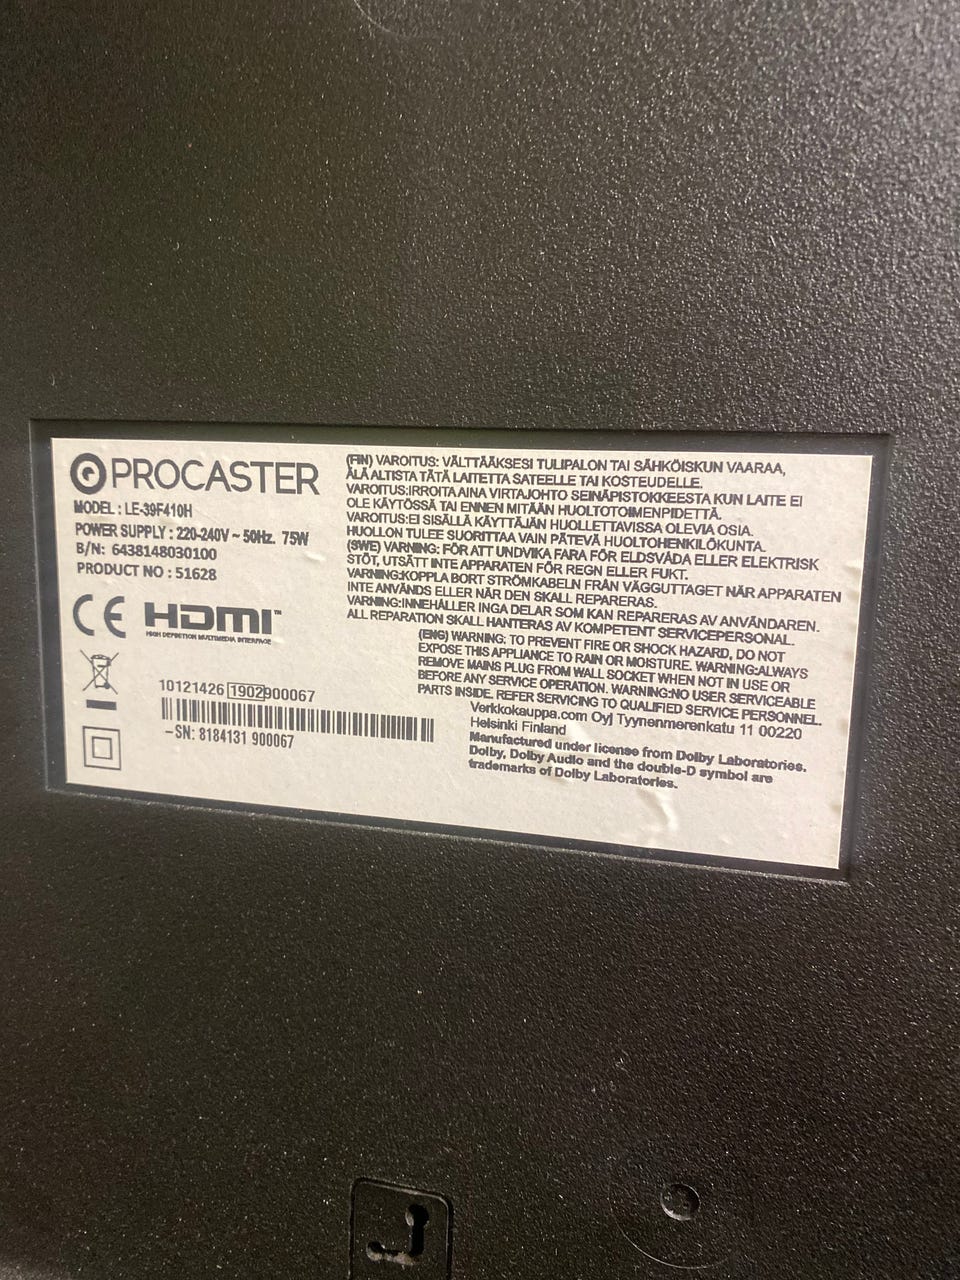 PROCASTER
MODEL : LE-39F410H
POWER SUPPLY : 220-240V ~ 50Hz. 75W
B/N: 6438148030100
PRODUCT NO : 51628
CE HDMI™
HIGH DEFINITION MULTIMEDIA INTERFACE
10121426 1902 900067
-SN: 8184131 900067
(FIN) VAROITUS: VÄLTTÄÄKSESI TULIPALON TAI SÄHKÖISKUN VAARAA,
ÄLÄ ALTISTA TÄTÄ LAITETTA SATEELLE TAI KOSTEUDELLE.
VAROITUS:IRROITA AINA VIRTAJOHTO SEINÄPISTOKKEESTA KUN LAITE EI
OLE KÄYTÖSSÄ TAI ENNEN MITÄÄN HUOLTOTOIMENPIDETTÄ.
VAROITUS:EI SISÄLLÄ KÄYTTÄJÄN HUOLLETTAVISSA OLEVIA OSIA.
HUOLLON TULEE SUORITTAA VAIN PÄTEVÄ HUOLTOHENKILÖKUNTA.
(SWE) VARNING: FÖR ATT UNDVIKA FARA FÖR ELDSVÅDA ELLER ELEKTRISK
STÖT, UTSÄTT INTE APPARATEN FÖR REGN ELLER FUKT.
VARNING:KOPPLA BORT STRÖMKABELN FRÅN VÄGGUTTAGET NÄR APPARATEN
INTE ANVÄNDS ELLER NÄR DEN SKALL REPARERAS.
VARNING:INNEHÅLLER INGA DELAR SOM KAN REPARERAS AV ANVÄNDAREN.
ALL REPARATION SKALL HANTERAS AV KOMPETENT SERVICEPERSONAL.
(ENG) WARNING: TO PREVENT FIRE OR SHOCK HAZARD, DO NOT
EXPOSE THIS APPLIANCE TO RAIN OR MOISTURE. WARNING:ALWAYS
REMOVE MAINS PLUG FROM WALL SOCKET WHEN NOT IN USE OR
BEFORE ANY SERVICE OPERATION. WARNING:NO USER SERVICEABLE
PARTS INSIDE. REFER SERVICING TO QUALIFIED SERVICE PERSONNEL.
Verkkokauppa.com Oyj Tyynenmerenkatu 11 00220
Helsinki Finland
Manufactured under license from Dolby Laboratories.
Dolby, Dolby Audio and the double-D symbol are
trademarks of Dolby Laboratories.